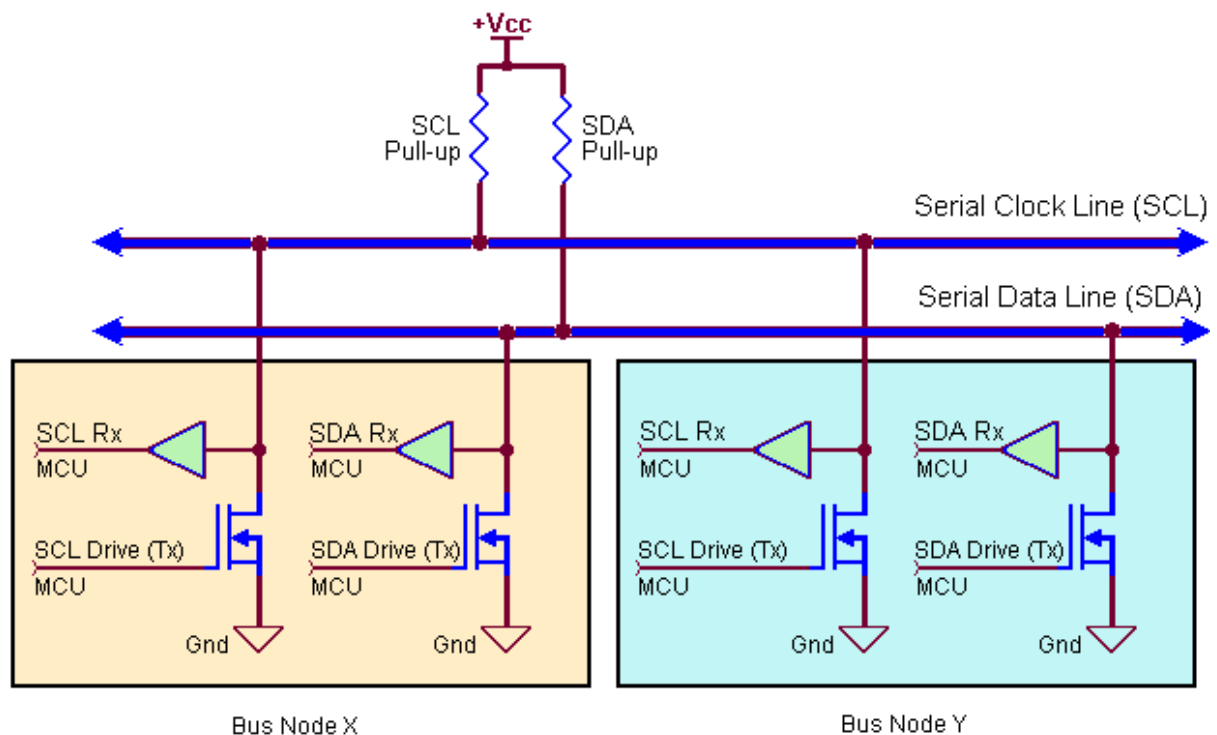 +Vcc
SCL
Pull-up
SDA
Pull-up
Serial Clock Line (SCL)
Serial Data Line (SDA)
SCL Rx
MCU
SDA Rx
MCU
SCL Rx
MCU
SDA Rx
MCU
SCL Drive (Tx)
MCU
SDA Drive (Tx)
MCU
SCL Drive (Tx)
MCU
SDA Drive (Tx)
MCU
Gnd
Gnd
Gnd
Gnd
Bus Node X
Bus Node Y